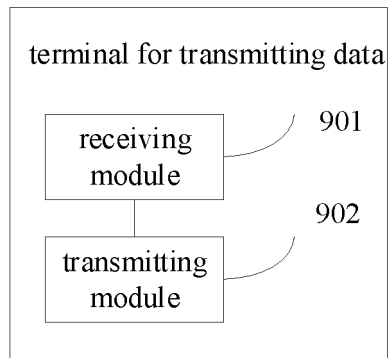 terminal for transmitting data
901
receiving
module
902
transmitting
module